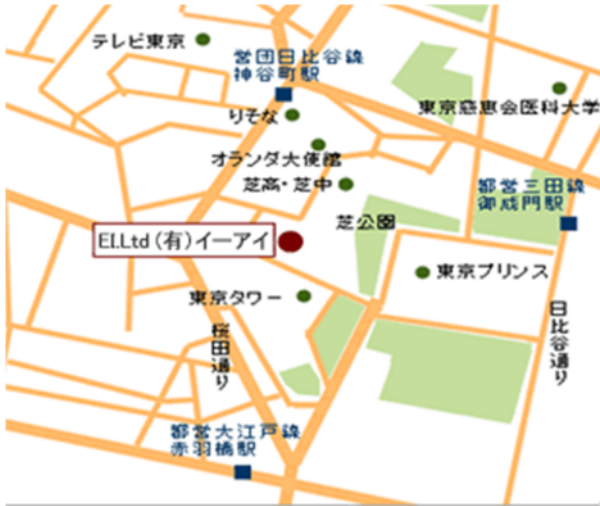 テレビ東京
営団日比谷線
神谷町駅
りそな
東京慈恵会医科大学
オランダ大使館
芝高・芝中
都営三田線
御成門駅
芝公園
EI.Ltd (有)イーアイ
東京プリンス
東京タワー
桜田通り
日比谷通り
都営大江戸線
赤羽橋駅